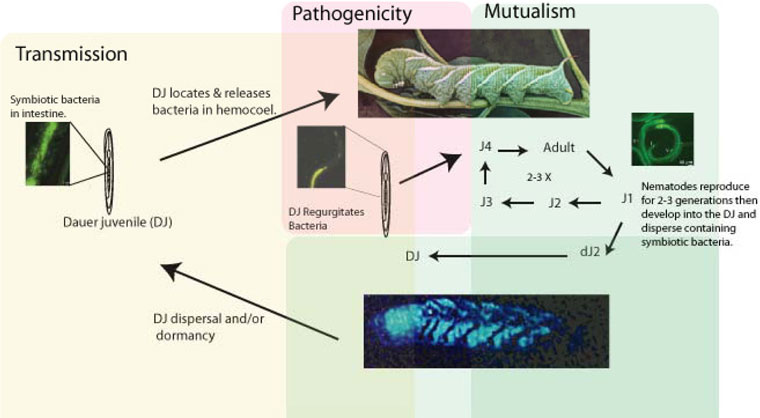 Pathogenicity
Mutualism
Transmission
DJ locates & releases
bacteria in hemocoel.
Symbiotic bacteria
in intestine.
Dauer juvenile (DJ)
DJ Regurgitates
Bacteria
J4
Adult
2-3 X
J3
J2
J1
Nematodes reproduce
for 2-3 generations then
develop into the DJ and
disperse containing
symbiotic bacteria.
DJ
dJ2
DJ dispersal and/or
dormancy